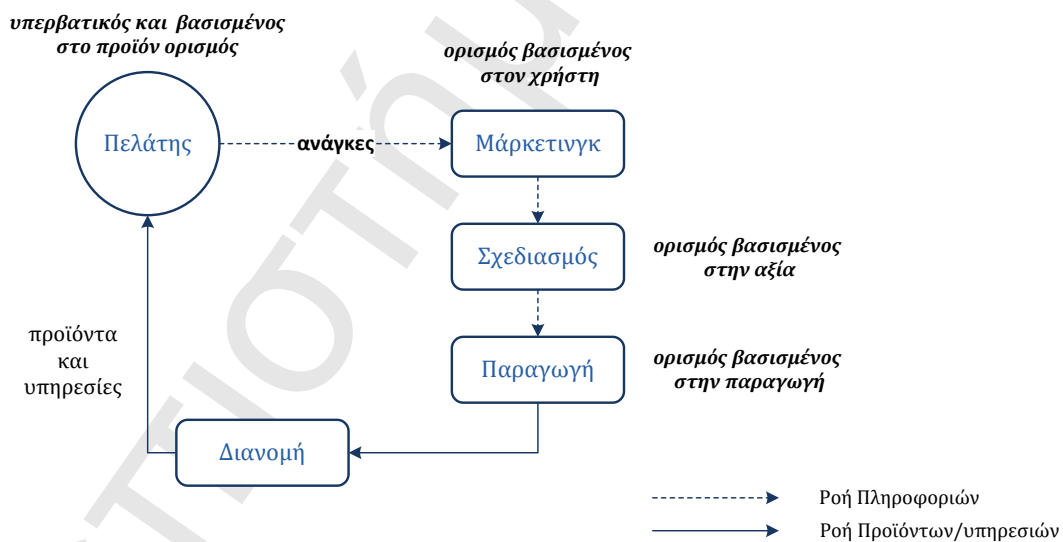 υπερβατικός και βασισμένος
στο προϊόν ορισμός
ορισμός βασισμένος
στον χρήστη
Πελάτης
ανάγκες
Μάρκετινγκ
Σχεδιασμός
ορισμός βασισμένος
στην αξία
προϊόντα
και
υπηρεσίες
Παραγωγή
ορισμός βασισμένος
στην παραγωγή
Διανομή
Ροή Πληροφοριών
Ροή Προϊόντων/υπηρεσιών